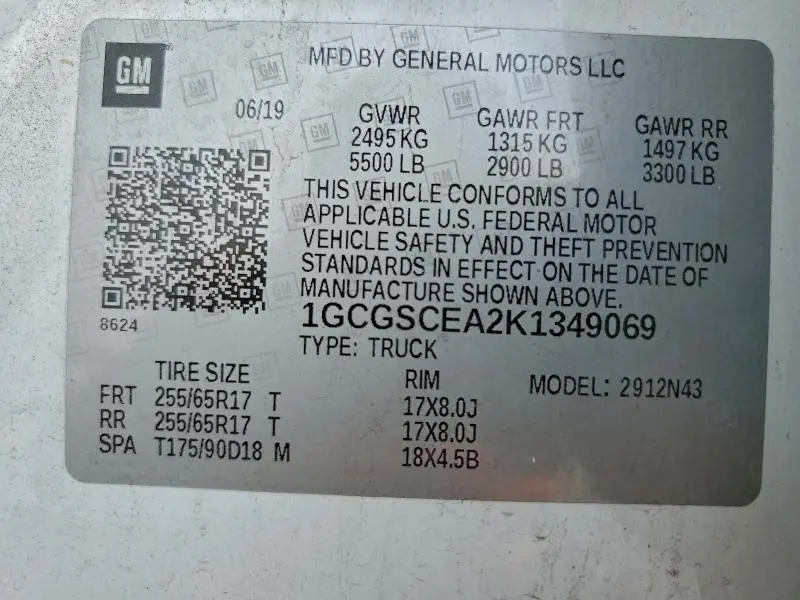 GM
MFD BY GENERAL MOTORS LLC
06/19
GVWR GAWR FRT GAWR RR
2495 KG 1315 KG 1497 KG
5500 LB 2900 LB 3300 LB
THIS VEHICLE CONFORMS TO ALL
APPLICABLE U.S. FEDERAL MOTOR
VEHICLE SAFETY AND THEFT PREVENTION
STANDARDS IN EFFECT ON THE DATE OF
MANUFACTURE SHOWN ABOVE.
8624
1GCGSCEA2K1349069
TYPE: TRUCK
TIRE SIZE RIM MODEL: 2912N43
FRT 255/65R17 T 17X8.0J
RR 255/65R17 T 17X8.0J
SPA T175/90D18 M 18X4.5B